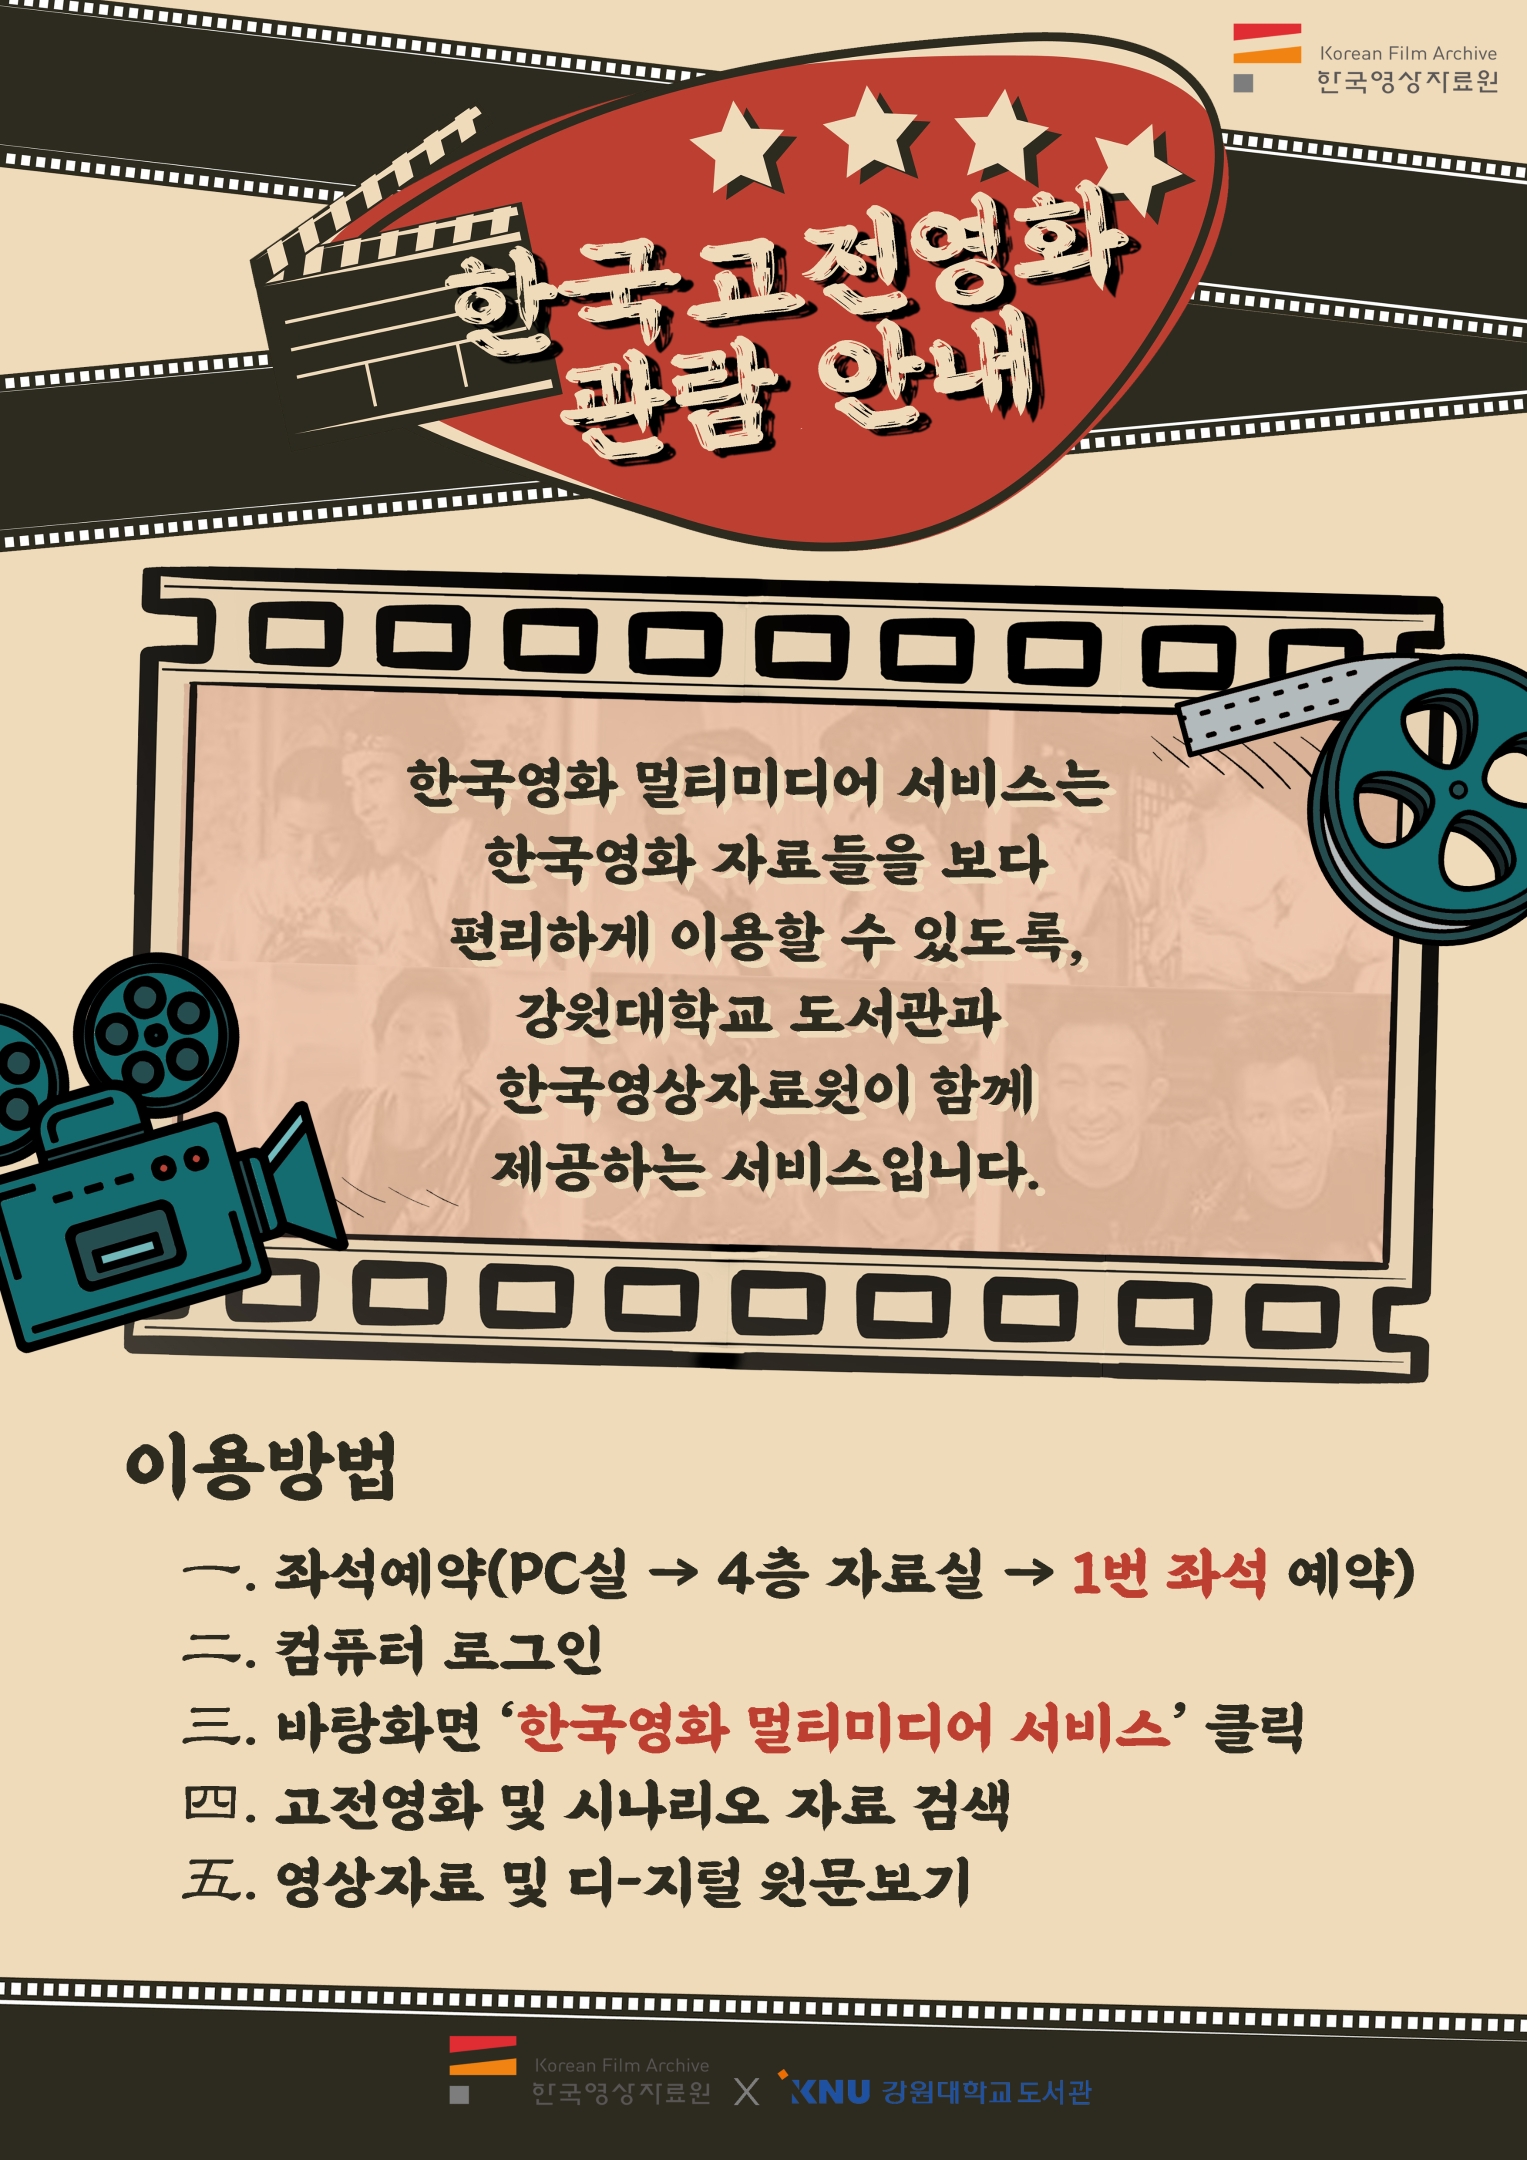 Korean Film Archive
한국영상자료원
한국고전영화
관람 안내
한국영화 멀티미디어 서비스는
한국영화 자료들을 보다
편리하게 이용할 수 있도록,
강원대학교 도서관과
한국영상자료원이 함께
제공하는 서비스입니다.
이용방법
一. 좌석예약(PC실 → 4층 자료실 → 1번 좌석 예약)
二. 컴퓨터 로그인
三. 바탕화면 ‘한국영화 멀티미디어 서비스’ 클릭
四. 고전영화 및 시나리오 자료 검색
五. 영상자료 및 디-지털 원문보기
Korean Film Archive
한국영상자료원 X KNU 강원대학교도서관